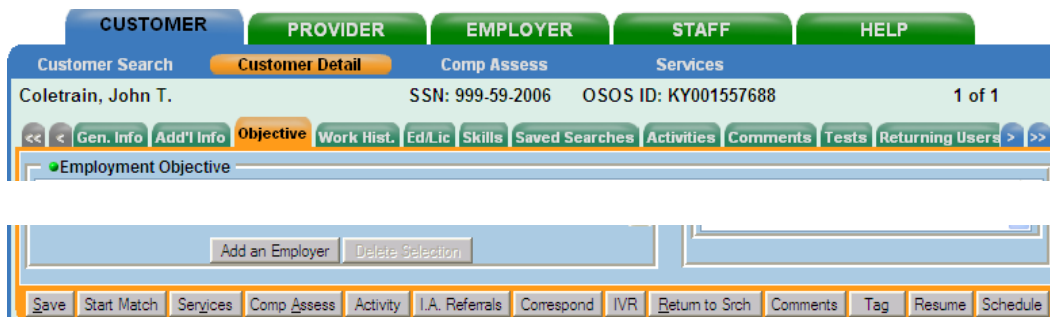 CUSTOMER PROVIDER EMPLOYER STAFF HELP
Customer Search Customer Detail Comp Assess Services
Coletrain, John T. SSN: 999-59-2006 OSOS ID: KY001557688 1 of 1
<< < Gen. Info Add'l Info Objective Work Hist. Ed/Lic Skills Saved Searches Activities Comments Tests Returning Users > >>
Employment Objective
Add an Employer Delete Selection
Save Start Match Services Comp Assess Activity I.A. Referrals Correspond IVR Return to Srch Comments Tag Resume Schedule